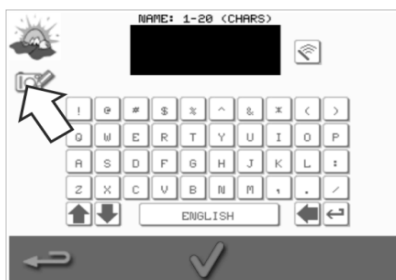 NAME: 1-20 (CHARS)
! @ # $ % ^ & * ( )
Q W E R T Y U I O P
A S D F G H J K L :
Z X C V B N M , . /
ENGLISH